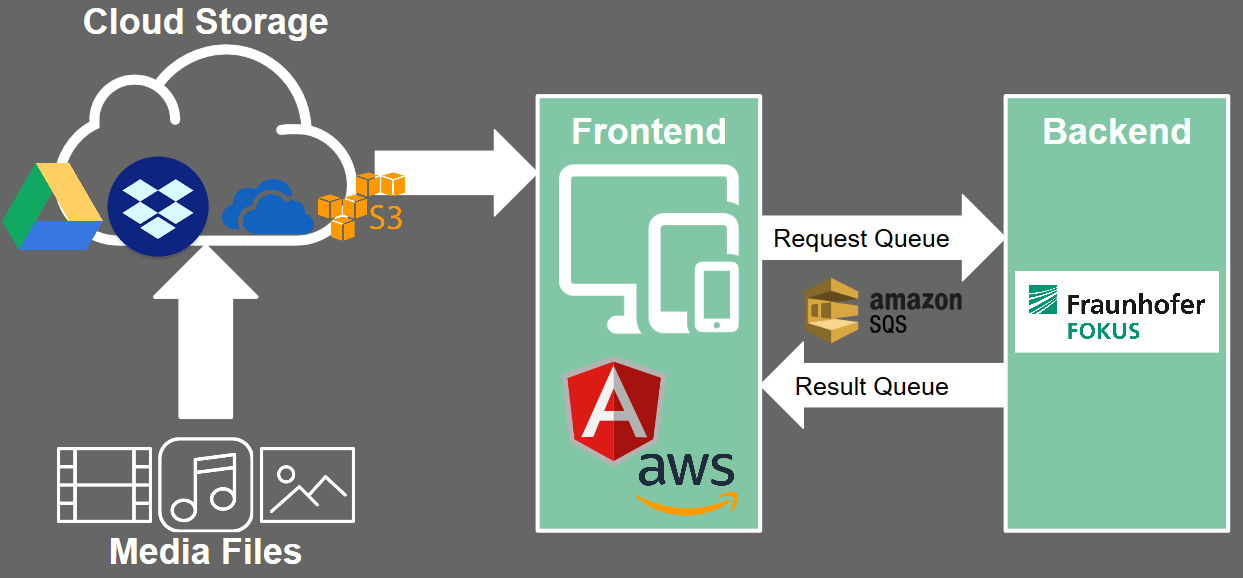 Cloud Storage
S3
Media Files
Frontend
aws
Request Queue
amazon
SQS
Result Queue
Backend
Fraunhofer
FOKUS